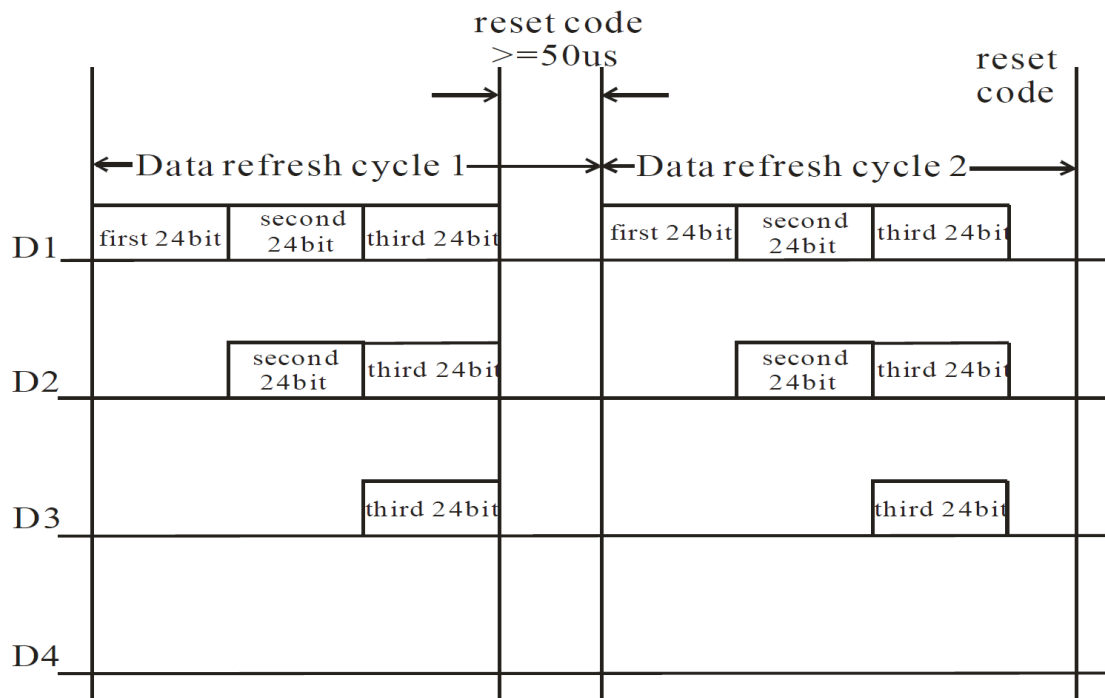 reset code
>=50us
reset
code
Data refresh cycle 1
Data refresh cycle 2
D1
first 24bit
second
24bit
third 24bit
first 24bit
second
24bit
third 24bit
D2
second
24bit
third 24bit
second
24bit
third 24bit
D3
third 24bit
third 24bit
D4